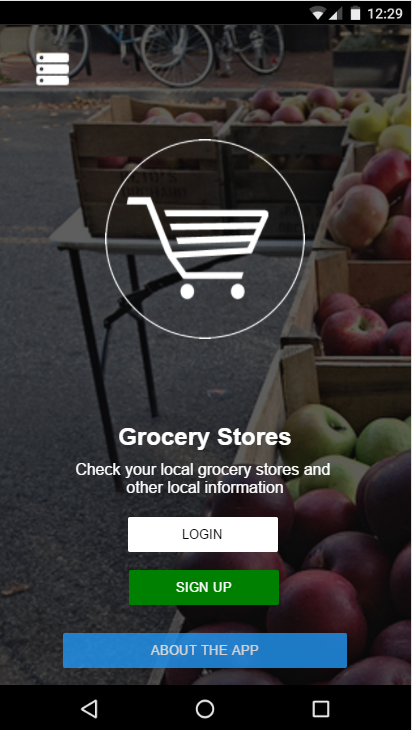 12:29
Grocery Stores
Check your local grocery stores and
other local information
LOGIN
SIGN UP
ABOUT THE APP